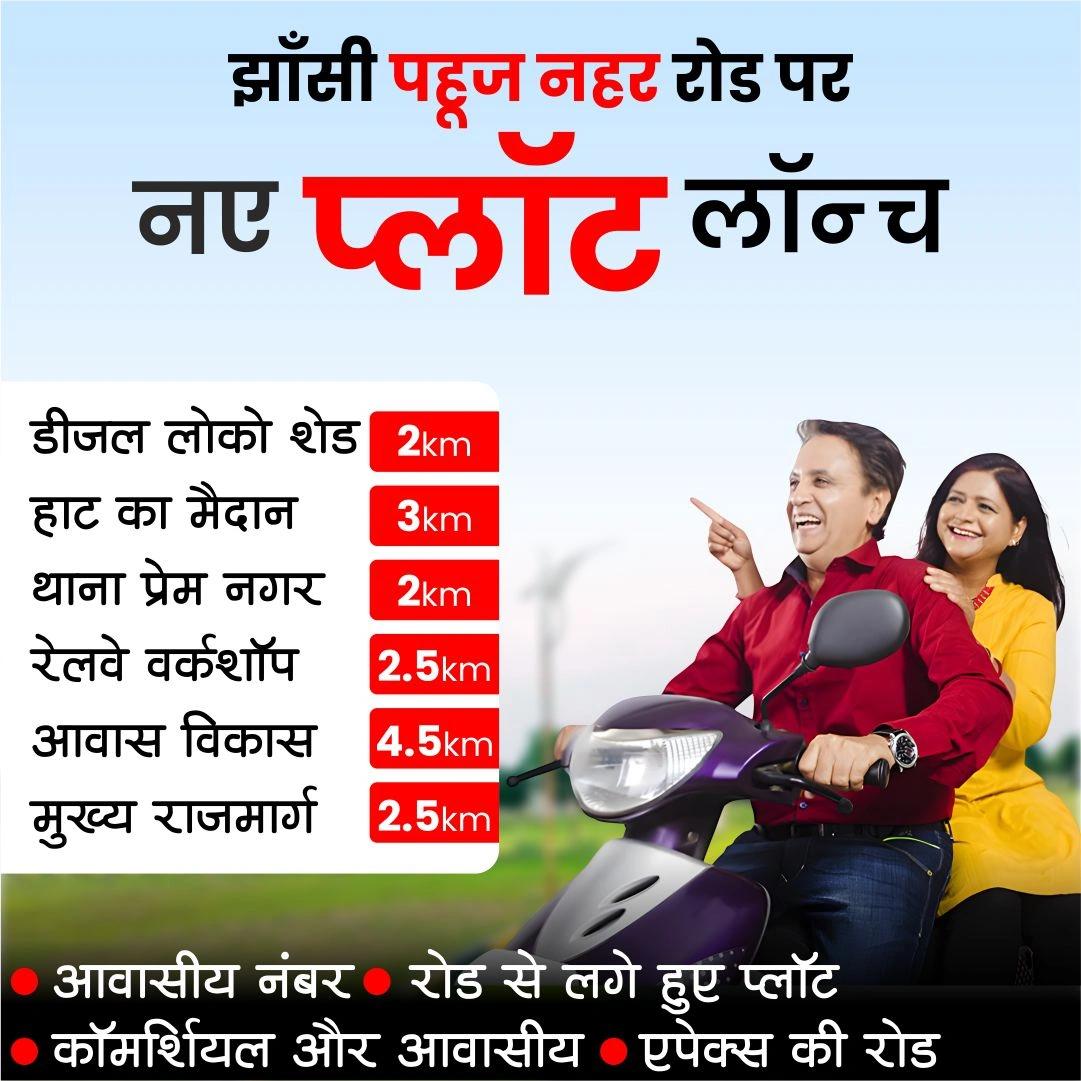 झाँसी पहूज नहर रोड पर
नए प्लॉट लॉन्च
डीजल लोको शेड 2km
हाट का मैदान 3km
थाना प्रेम नगर 2km
रेलवे वर्कशॉप 2.5km
आवास विकास 4.5km
मुख्य राजमार्ग 2.5km
• आवासीय नंबर • रोड से लगे हुए प्लॉट
• कॉमर्शियल और आवासीय • एपेक्स की रोड